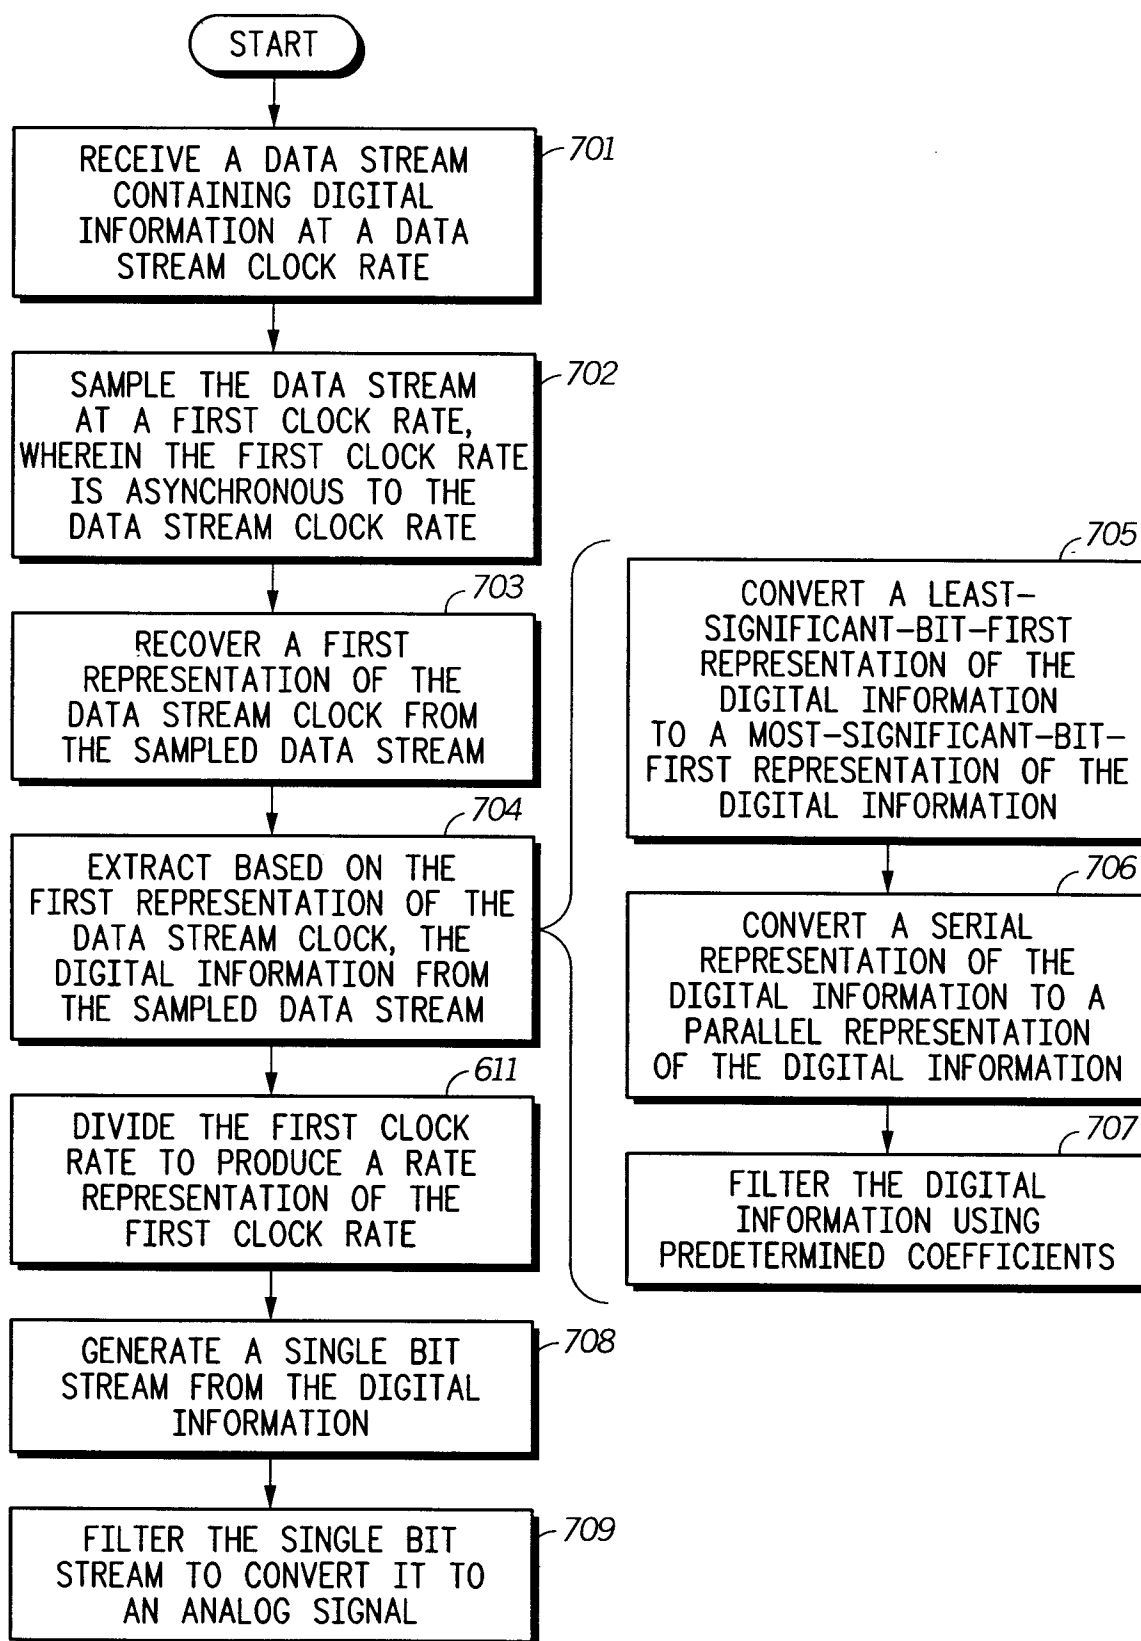 START
701
RECEIVE A DATA STREAM
CONTAINING DIGITAL
INFORMATION AT A DATA
STREAM CLOCK RATE
702
SAMPLE THE DATA STREAM
AT A FIRST CLOCK RATE,
WHEREIN THE FIRST CLOCK RATE
IS ASYNCHRONOUS TO THE
DATA STREAM CLOCK RATE
703
RECOVER A FIRST
REPRESENTATION OF THE
DATA STREAM CLOCK FROM
THE SAMPLED DATA STREAM
704
EXTRACT BASED ON THE
FIRST REPRESENTATION OF THE
DATA STREAM CLOCK, THE
DIGITAL INFORMATION FROM
THE SAMPLED DATA STREAM
705
CONVERT A LEAST-
SIGNIFICANT-BIT-FIRST
REPRESENTATION OF THE
DIGITAL INFORMATION
TO A MOST-SIGNIFICANT-BIT-
FIRST REPRESENTATION OF THE
DIGITAL INFORMATION
706
CONVERT A SERIAL
REPRESENTATION OF THE
DIGITAL INFORMATION TO A
PARALLEL REPRESENTATION
OF THE DIGITAL INFORMATION
707
FILTER THE DIGITAL
INFORMATION USING
PREDETERMINED COEFFICIENTS
611
DIVIDE THE FIRST CLOCK
RATE TO PRODUCE A RATE
REPRESENTATION OF THE
FIRST CLOCK RATE
708
GENERATE A SINGLE BIT
STREAM FROM THE DIGITAL
INFORMATION
709
FILTER THE SINGLE BIT
STREAM TO CONVERT IT TO
AN ANALOG SIGNAL